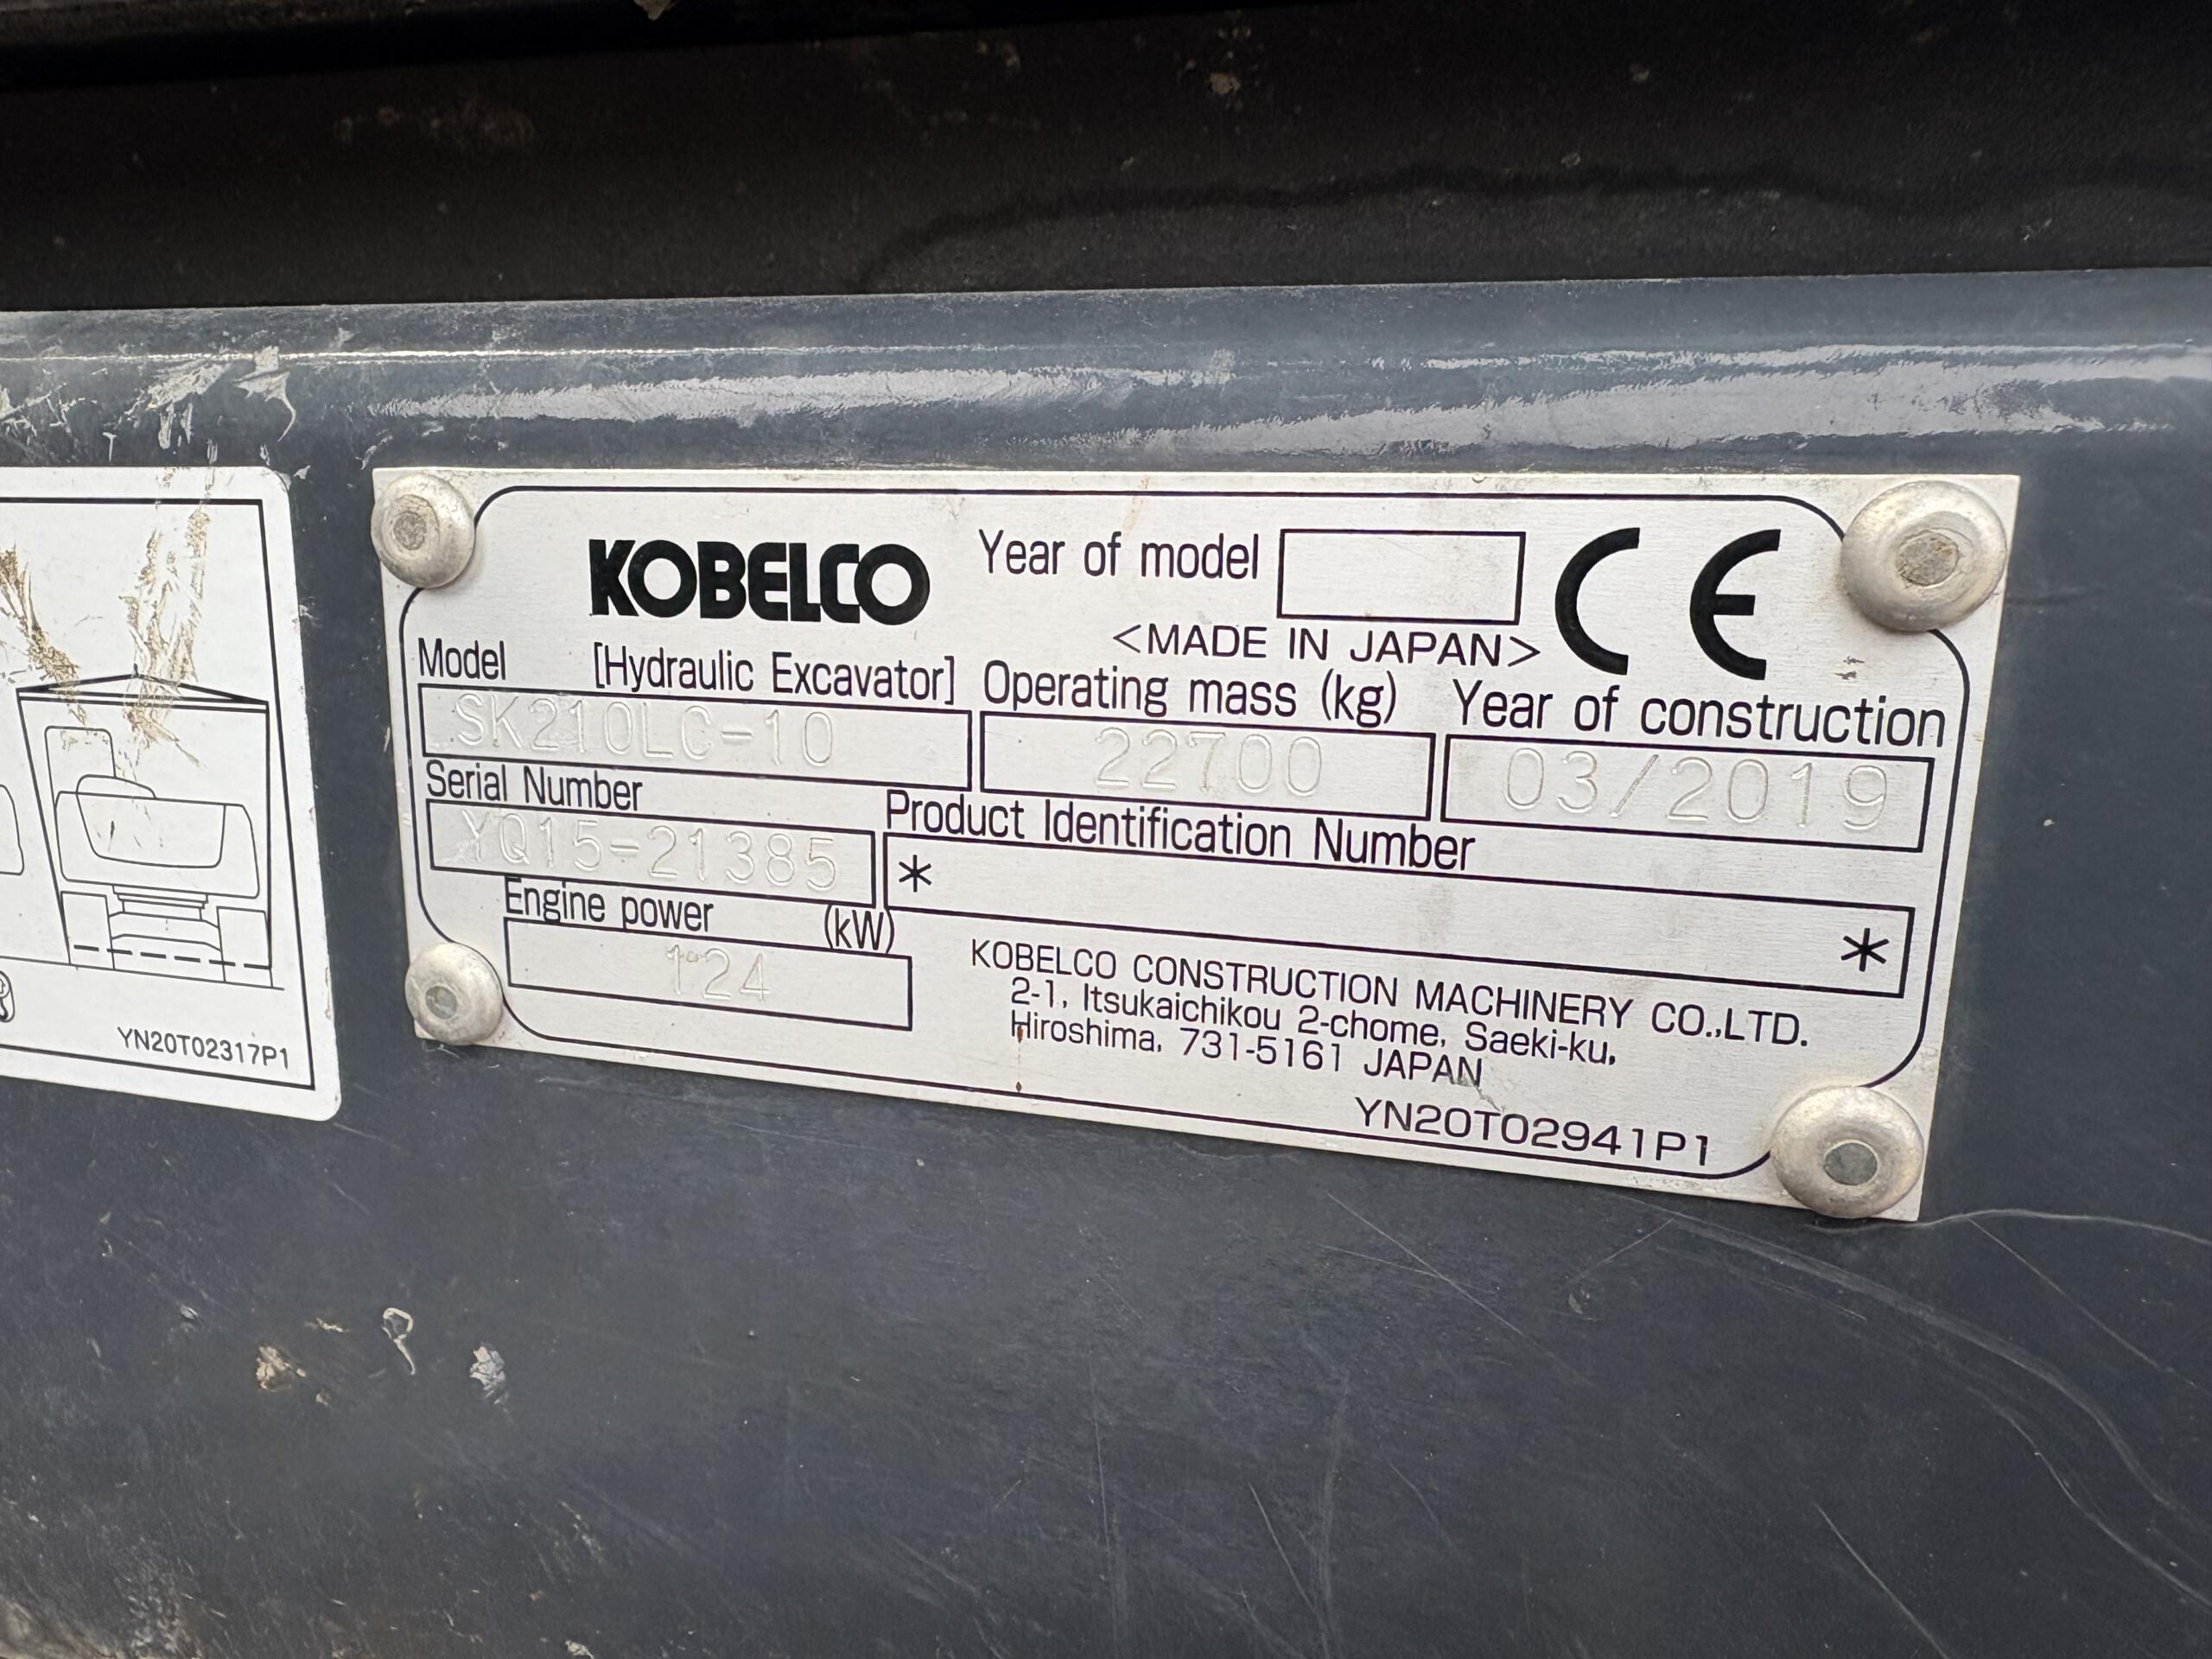 KOBELCO
Year of model
CE
<MADE IN JAPAN>
Model [Hydraulic Excavator]
SK210LC-10
Operating mass (kg)
22700
Year of construction
03/2019
Serial Number
YQ15-21385
Product Identification Number
* *
Engine power (kW)
124
KOBELCO CONSTRUCTION MACHINERY CO.,LTD.
2-1, Itsukaichikou 2-chome, Saeki-ku,
Hiroshima, 731-5161 JAPAN
YN20T02941P1
YN20T02317P1